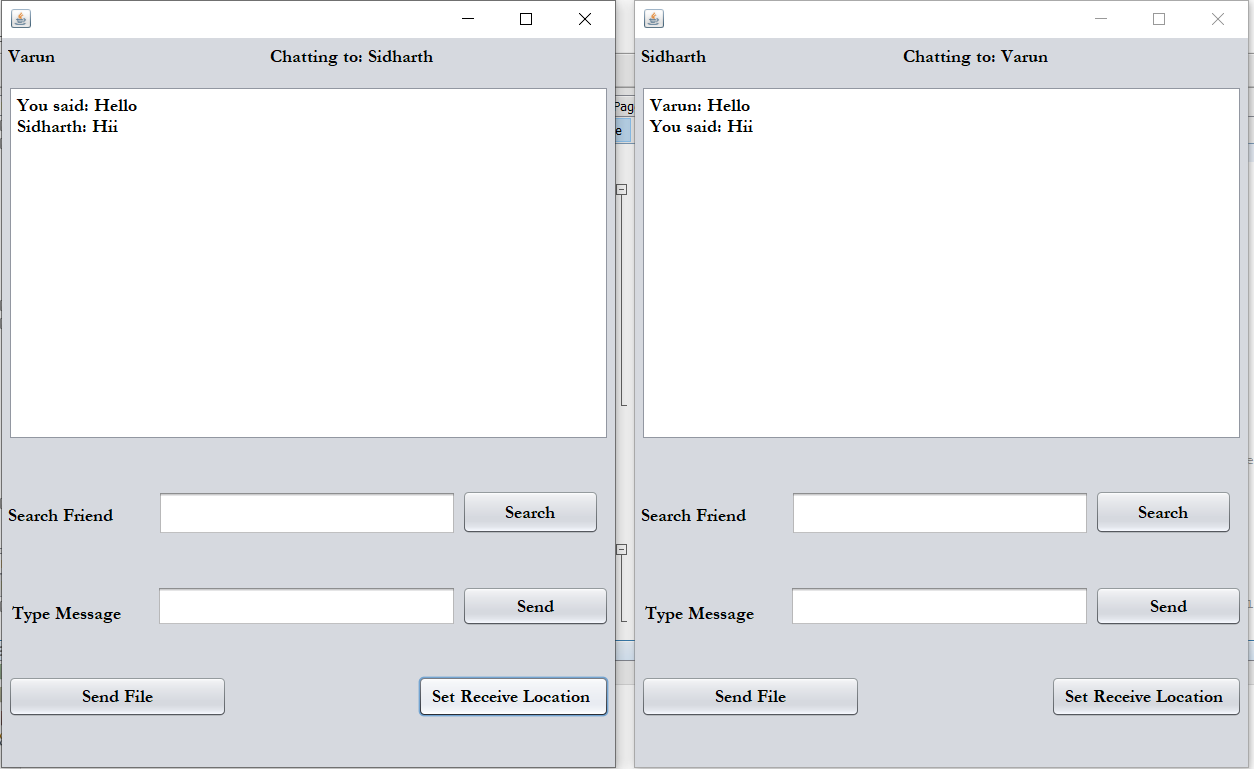 Varun
Chatting to: Sidharth
You said: Hello
Sidharth: Hii
Search Friend
Search
Type Message
Send
Send File
Set Receive Location
Pag
e
Sidharth
Chatting to: Varun
Varun: Hello
You said: Hii
Search Friend
Search
Type Message
Send
Send File
Set Receive Location